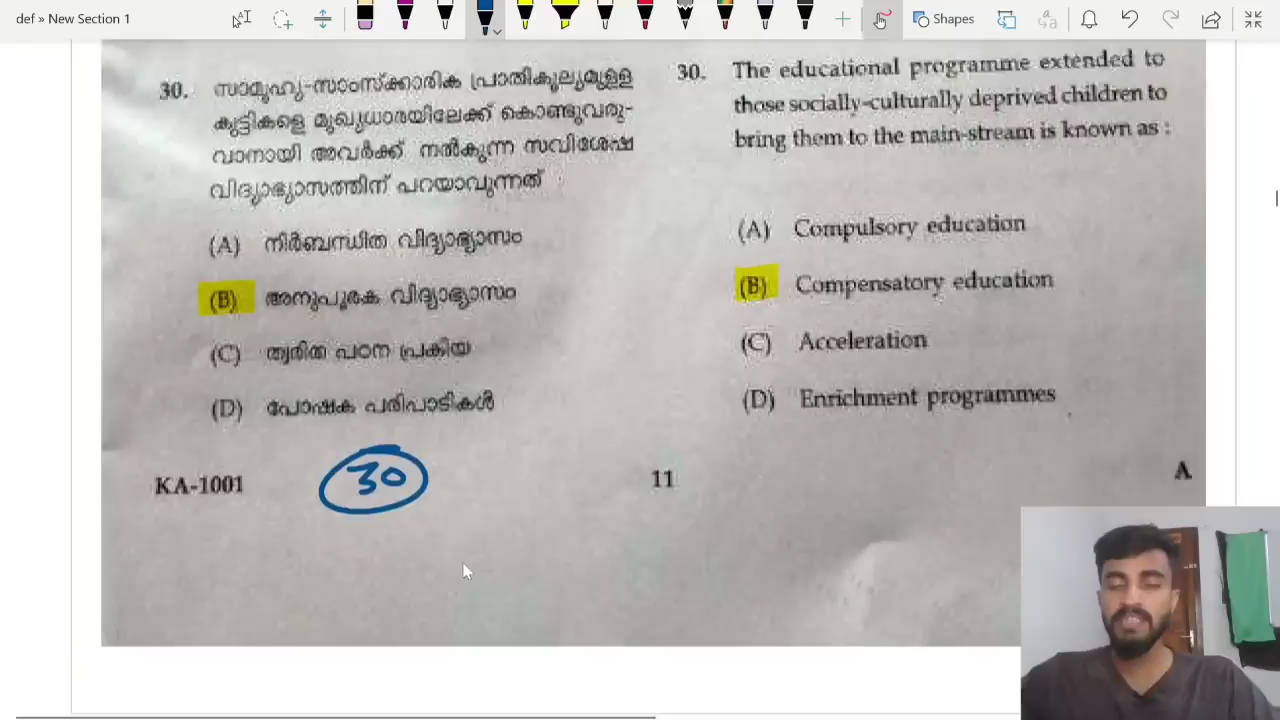 def » New Section 1
Shapes
30. സാമൂഹ്യ-സാംസ്ക്കാരിക പ്രാതികൂല്യമുള്ള
കുട്ടികളെ മുഖ്യധാരയിലേക്ക് കൊണ്ടുവരു-
വാനായി അവർക്ക് നൽകുന്ന സവിശേഷ
വിദ്യാഭ്യാസത്തിന് പറയാവുന്നത്
(A) നിർബന്ധിത വിദ്യാഭ്യാസം
(B) അനുപൂരക വിദ്യാഭ്യാസം
(C) ത്വരിത പഠന പ്രക്രിയ
(D) പോഷക പരിപാടികൾ
30. The educational programme extended to
those socially-culturally deprived children to
bring them to the main-stream is known as :
(A) Compulsory education
(B) Compensatory education
(C) Acceleration
(D) Enrichment programmes
KA-1001
30
11
A